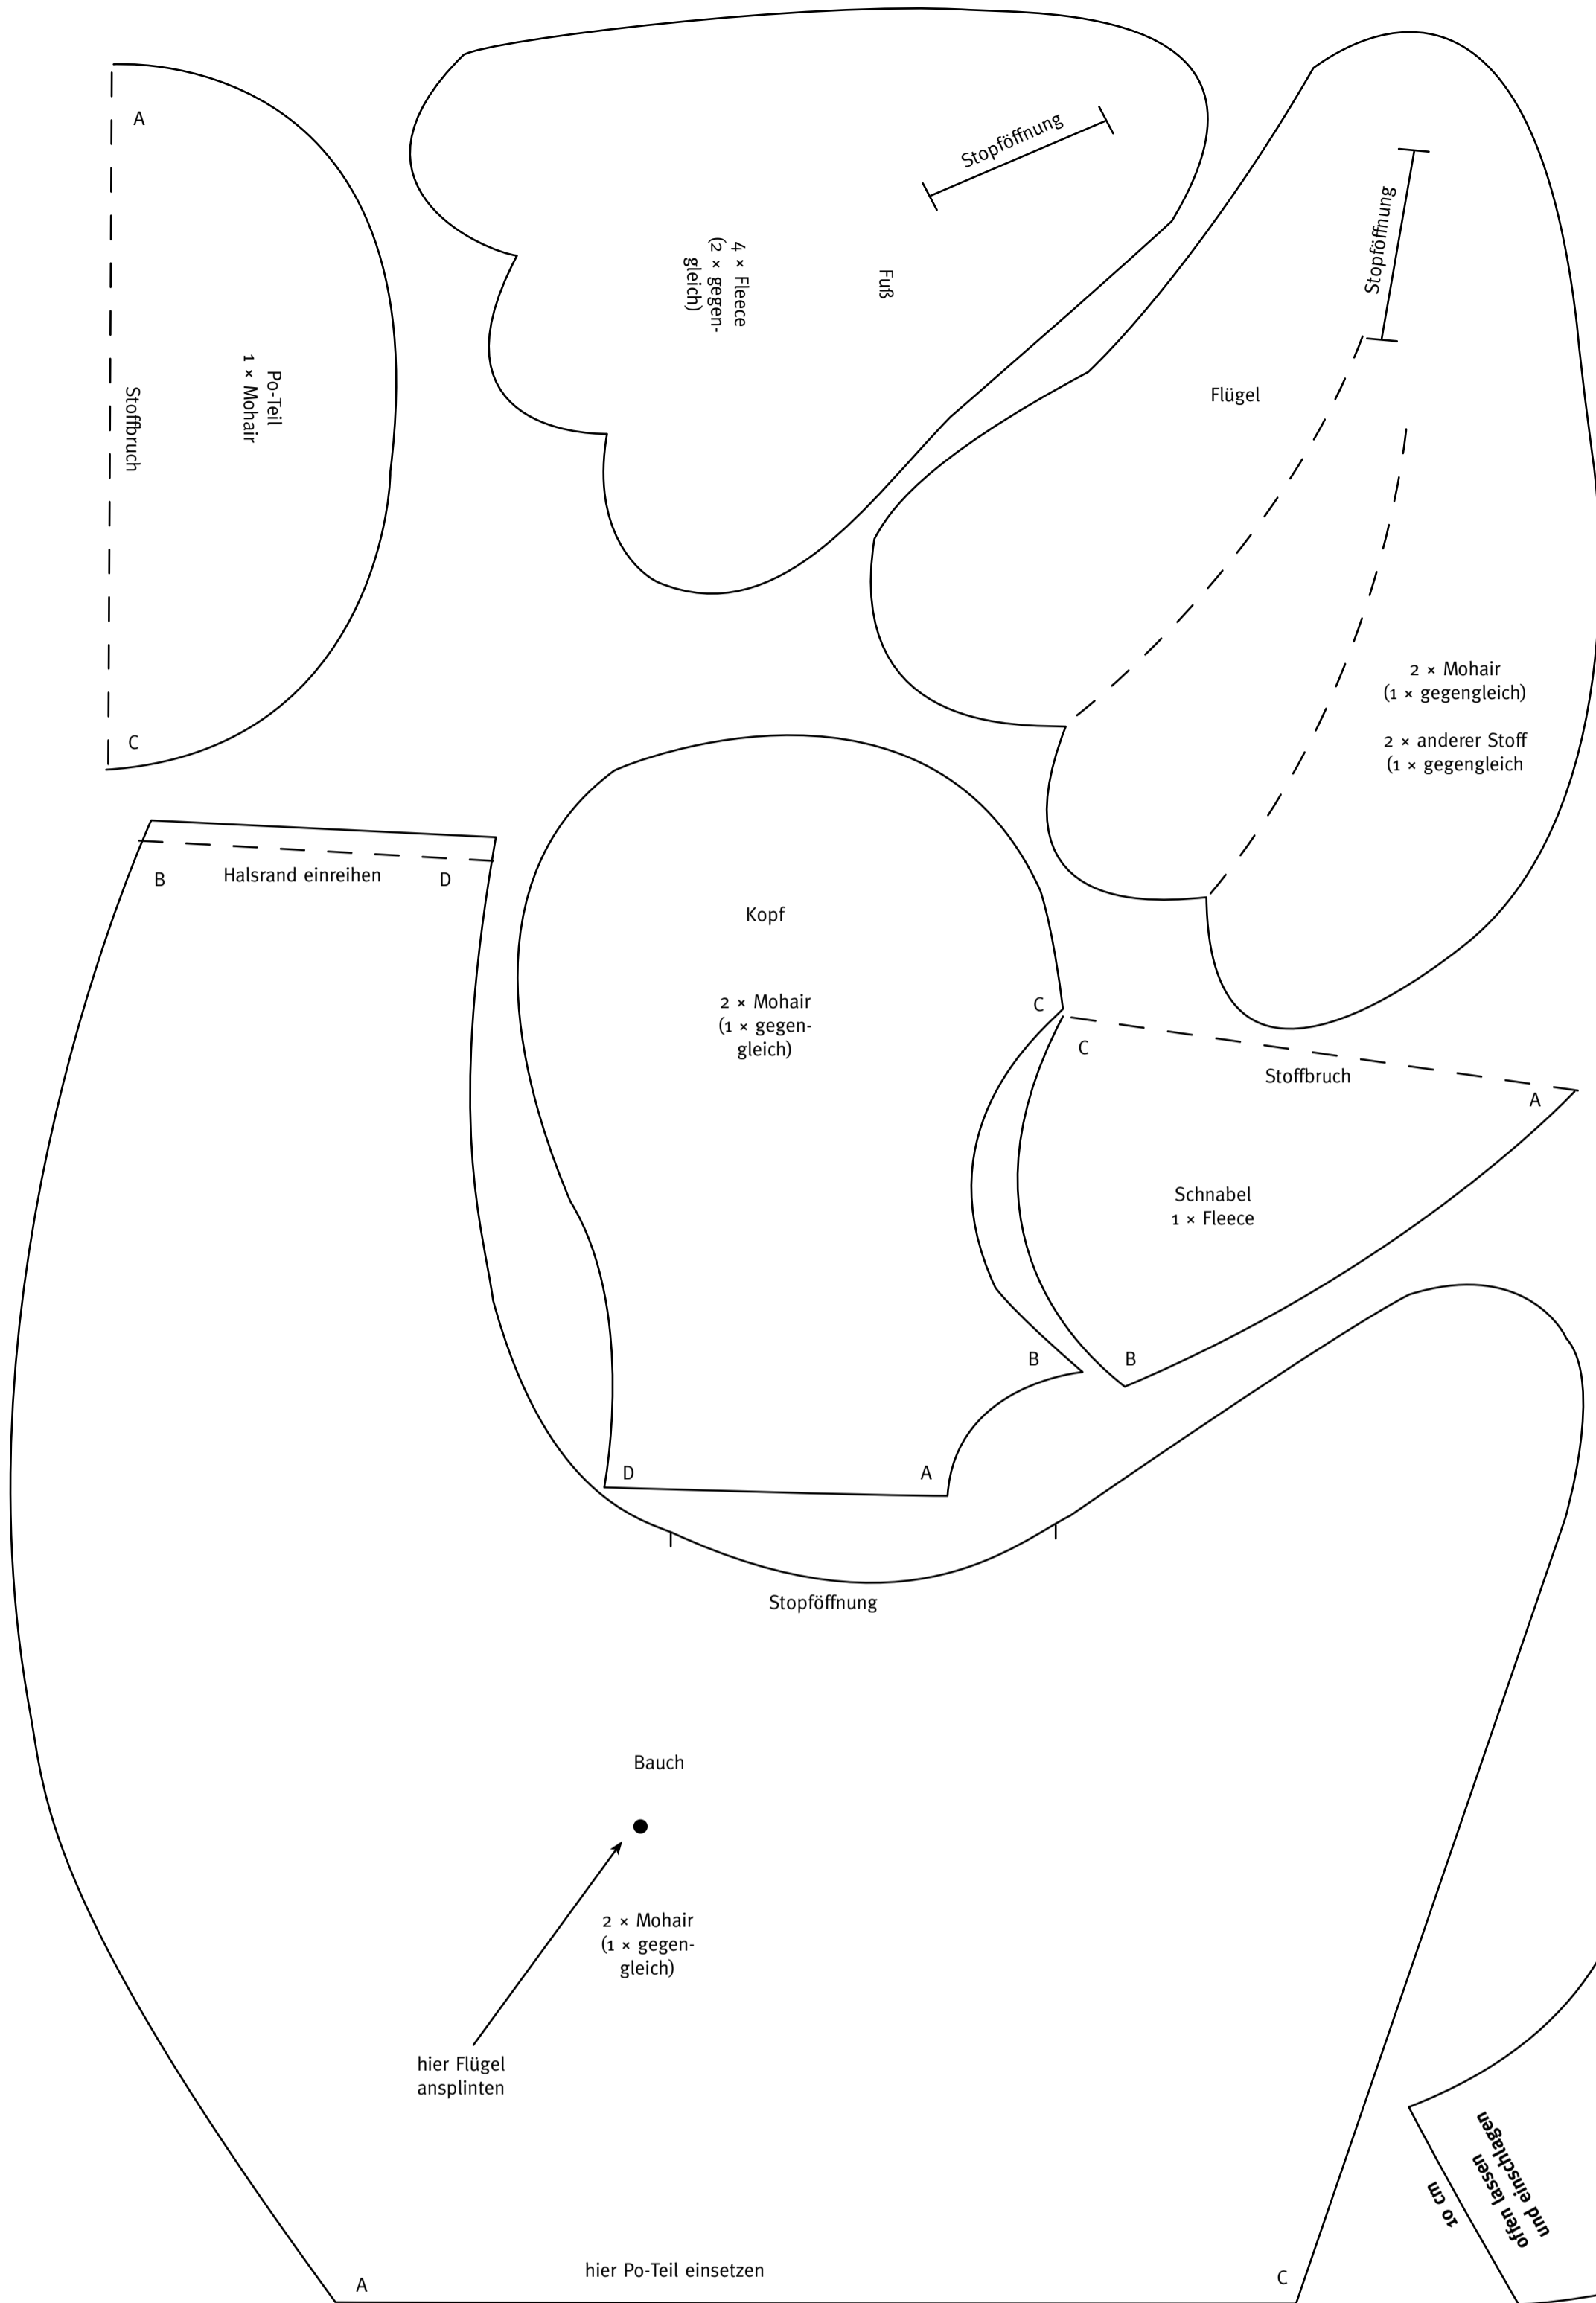 A
Stoffbruch
Po-Teil
1 × Mohair
C
Stopföffnung
4 × Fleece
(2 × gegen-
gleich)
Fuß
Stopföffnung
Flügel
2 × Mohair
(1 × gegengleich)
2 × anderer Stoff
(1 × gegengleich
B
Halsrand einreihen
D
Kopf
2 × Mohair
(1 × gegen-
gleich)
C
B
D
A
C
Stoffbruch
A
Schnabel
1 × Fleece
B
Stopföffnung
Bauch
2 × Mohair
(1 × gegen-
gleich)
hier Flügel
ansplinten
hier Po-Teil einsetzen
A
C
10 cm
offen lassen
und einschlagen